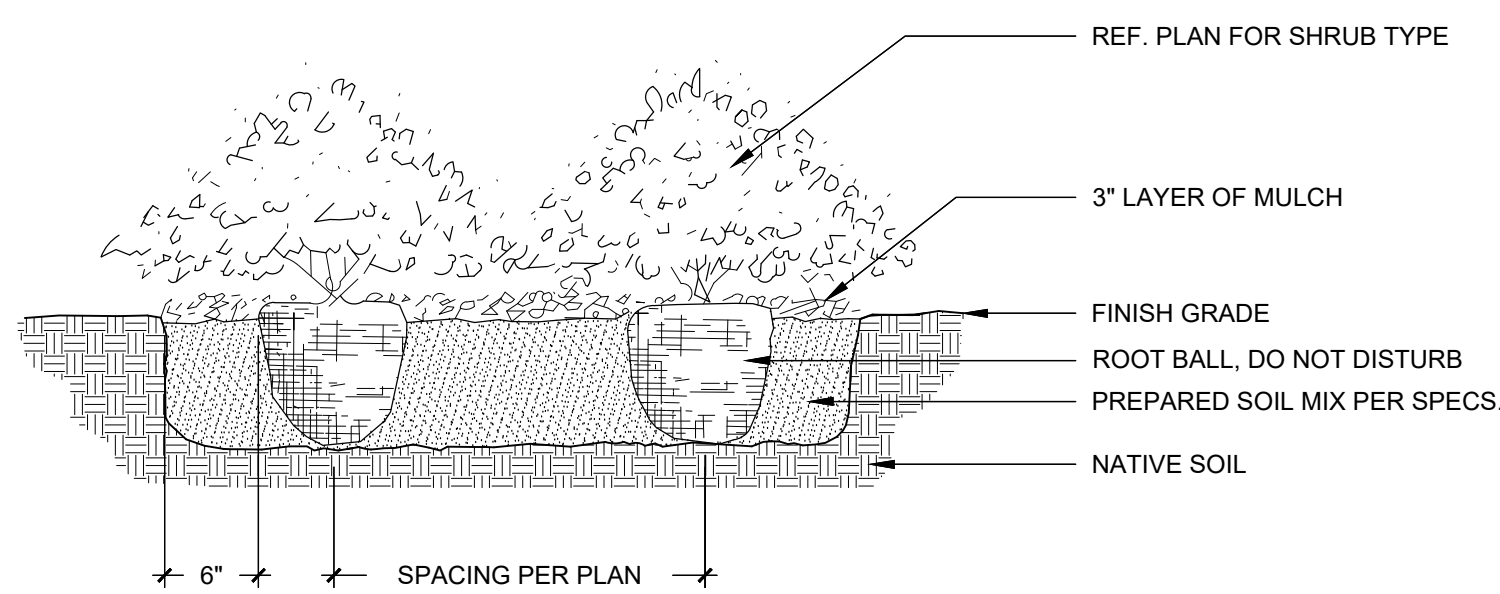 REF. PLAN FOR SHRUB TYPE
3" LAYER OF MULCH
FINISH GRADE
ROOT BALL, DO NOT DISTURB
PREPARED SOIL MIX PER SPECS.
NATIVE SOIL
6"
SPACING PER PLAN